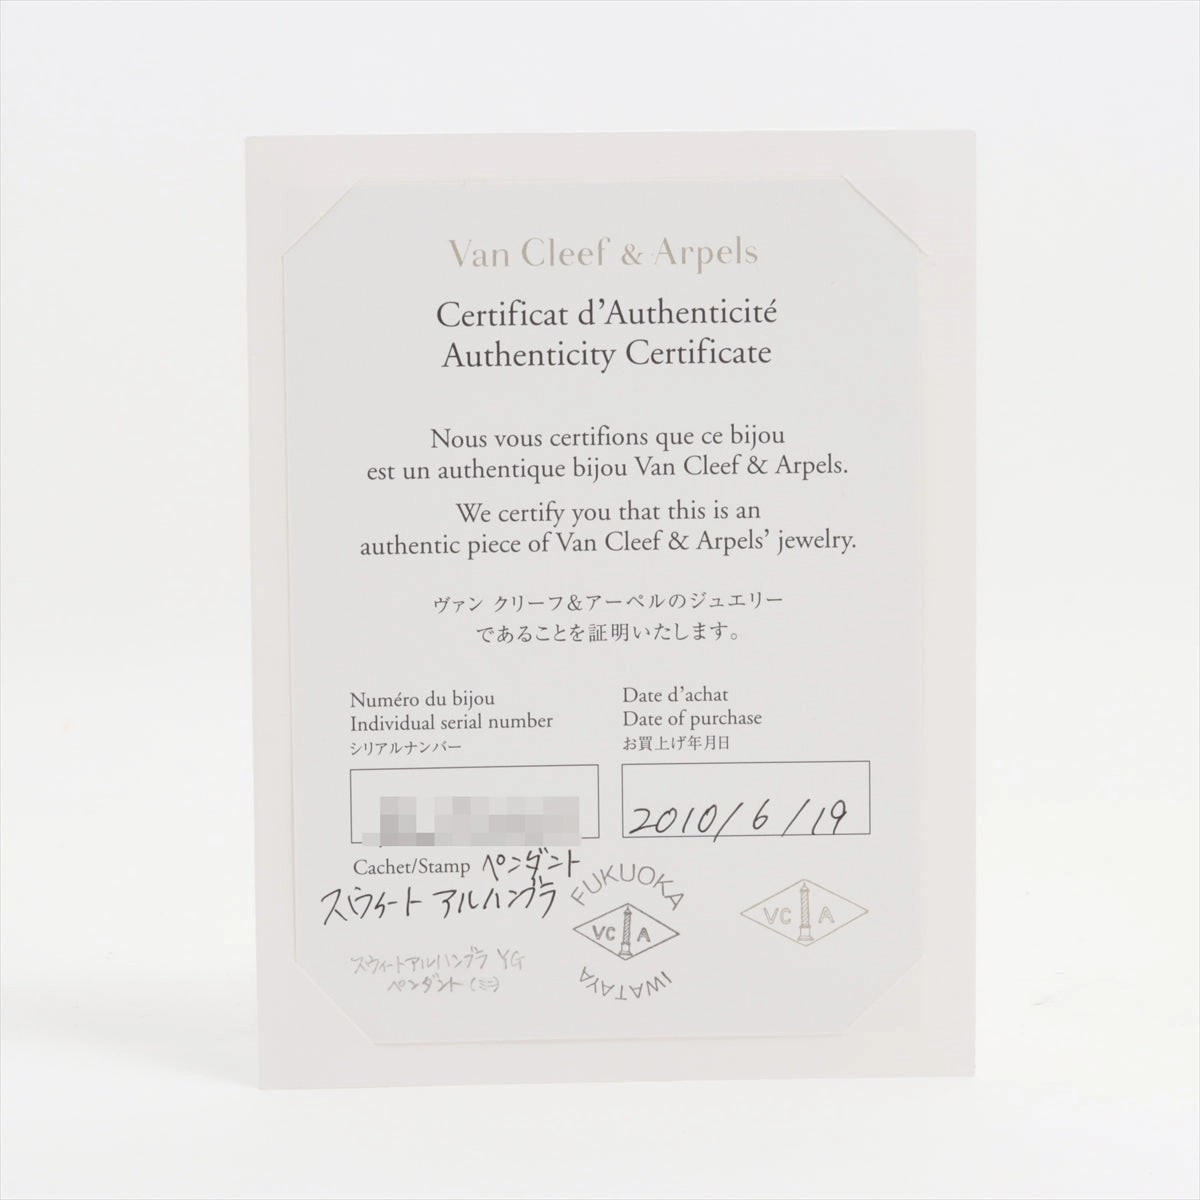 Van Cleef & Arpels
Certificat d'Authenticité
Authenticity Certificate
Nous vous certifions que ce bijou
est un authentique bijou Van Cleef & Arpels.
We certify you that this is an
authentic piece of Van Cleef & Arpels' jewelry.
ヴァン クリーフ&アーペルのジュエリー
であることを証明いたします。
Numéro du bijou
Individual serial number
シリアルナンバー
Date d'achat
Date of purchase
お買上げ年月日
2010/6/19
Cachet/Stamp ペンダント
スウィート アルハンブラ
スウィートアルハンブラ YG
ペンダント(ミニ)
FUKUOKA
VC A
IWATAYA
VC A